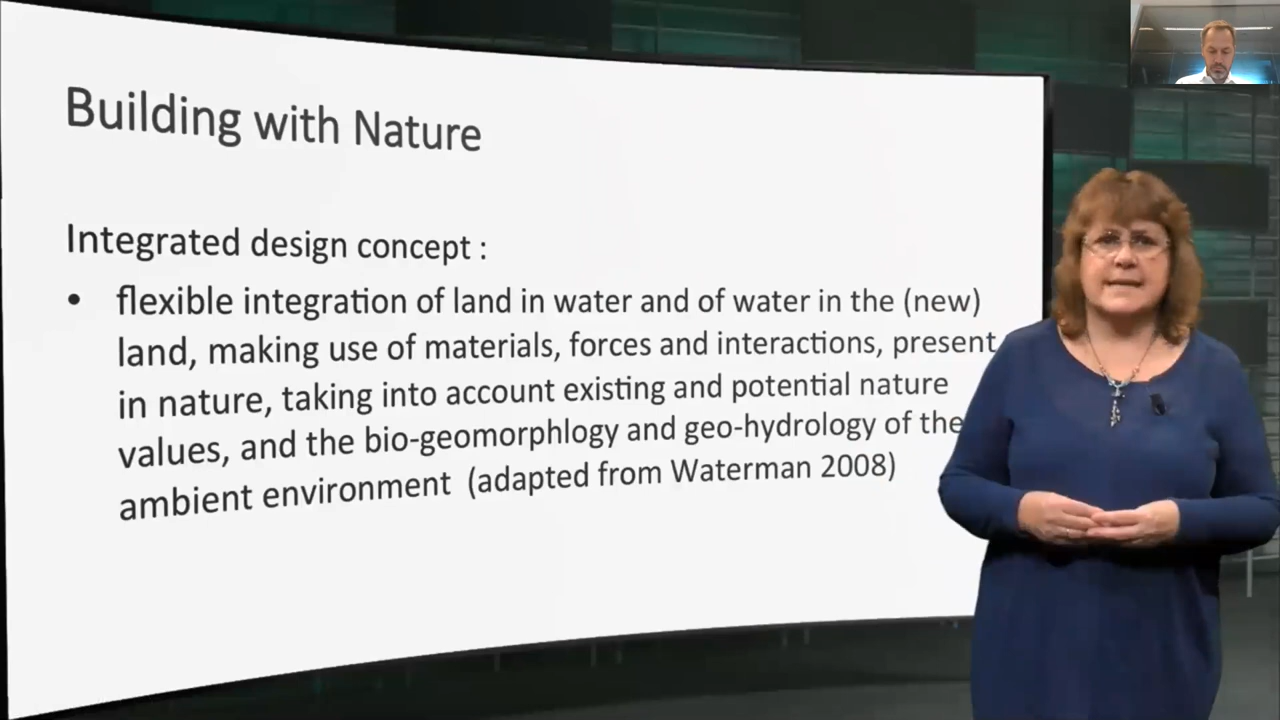 Building with Nature
Integrated design concept :
• flexible integration of land in water and of water in the (new)
land, making use of materials, forces and interactions, present
in nature, taking into account existing and potential nature
values, and the bio-geomorphlogy and geo-hydrology of the
ambient environment (adapted from Waterman 2008)